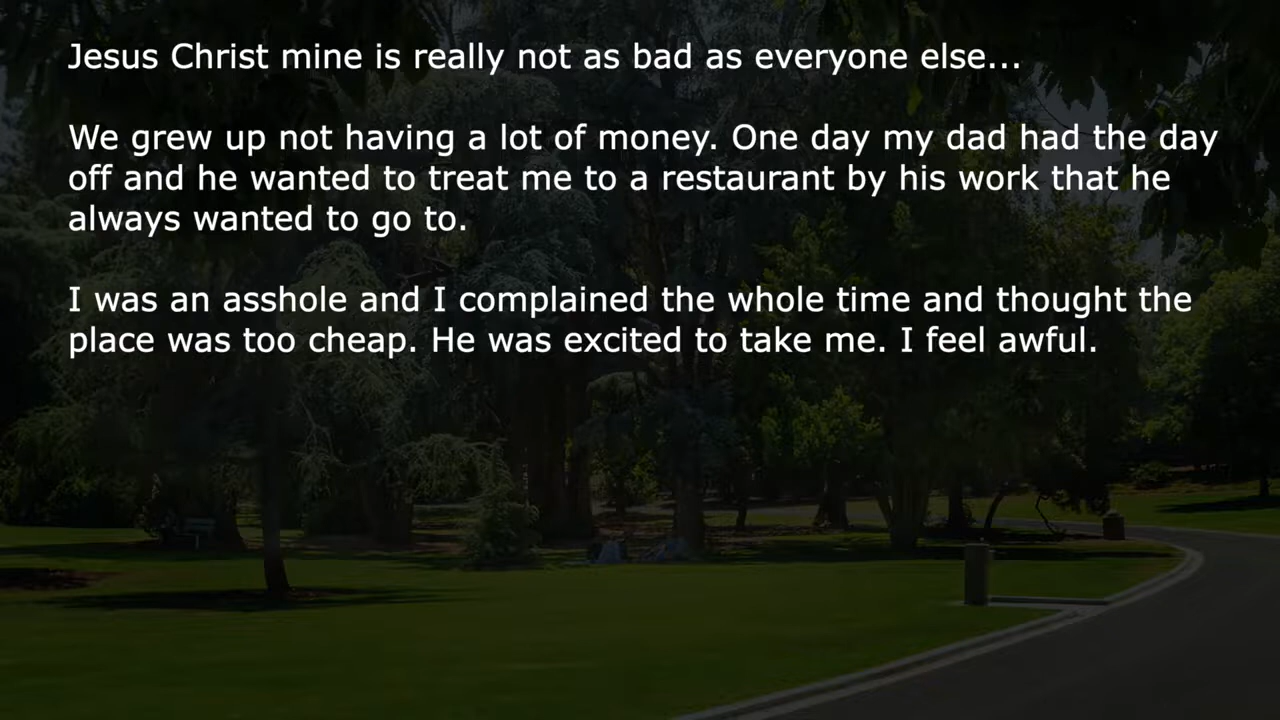 Jesus Christ mine is really not as bad as everyone else...
We grew up not having a lot of money. One day my dad had the day
off and he wanted to treat me to a restaurant by his work that he
always wanted to go to.
I was an asshole and I complained the whole time and thought the
place was too cheap. He was excited to take me. I feel awful.